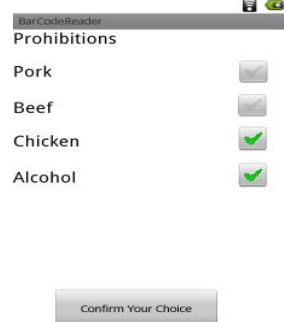 BarCodeReader
Prohibitions
Pork
Beef
Chicken
Alcohol
Confirm Your Choice